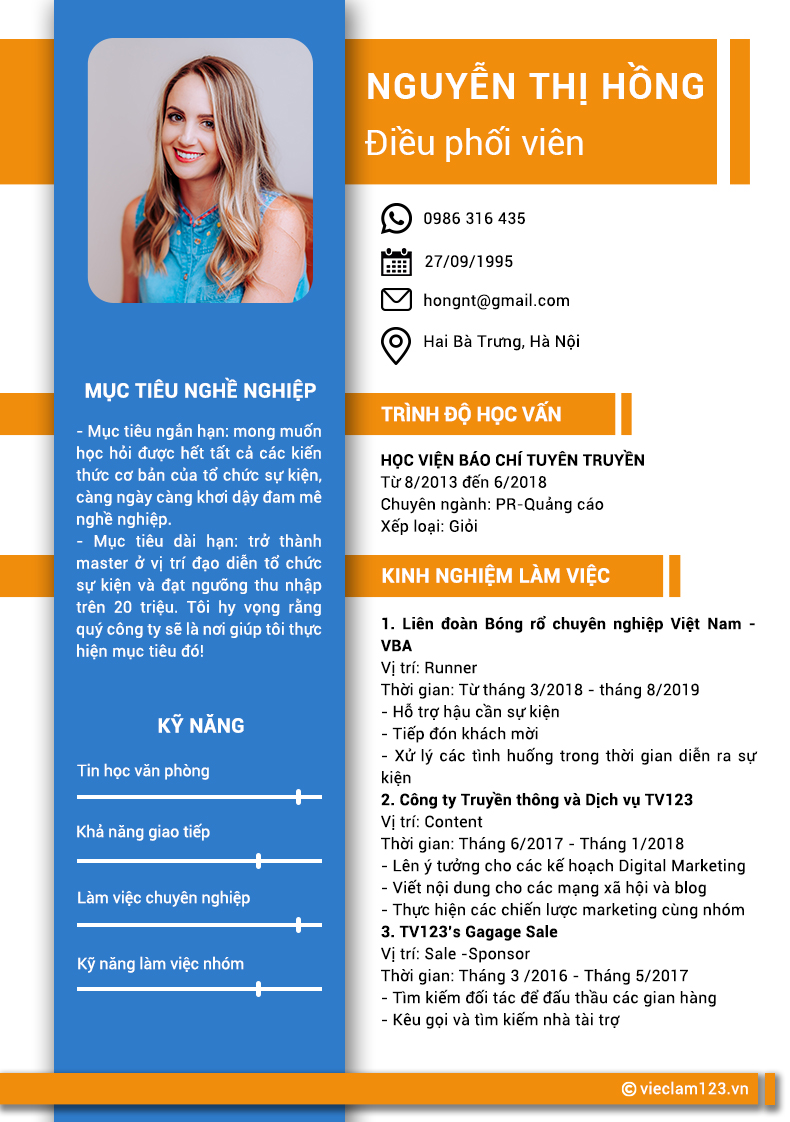 NGUYỄN THỊ HỒNG
Điều phối viên
0986 316 435
27/09/1995
hongnt@gmail.com
Hai Bà Trưng, Hà Nội
MỤC TIÊU NGHỀ NGHIỆP
- Mục tiêu ngắn hạn: mong muốn
học hỏi được hết tất cả các kiến
thức cơ bản của tổ chức sự kiện,
càng ngày càng khơi dậy đam mê
nghề nghiệp.
- Mục tiêu dài hạn: trở thành
master ở vị trí đạo diễn tổ chức
sự kiện và đạt ngưỡng thu nhập
trên 20 triệu. Tôi hy vọng rằng
quý công ty sẽ là nơi giúp tôi thực
hiện mục tiêu đó!
KỸ NĂNG
Tin học văn phòng
Khả năng giao tiếp
Làm việc chuyên nghiệp
Kỹ năng làm việc nhóm
TRÌNH ĐỘ HỌC VẤN
HỌC VIỆN BÁO CHÍ TUYÊN TRUYỀN
Từ 8/2013 đến 6/2018
Chuyên ngành: PR-Quảng cáo
Xếp loại: Giỏi
KINH NGHIỆM LÀM VIỆC
1. Liên đoàn Bóng rổ chuyên nghiệp Việt Nam -
VBA
Vị trí: Runner
Thời gian: Từ tháng 3/2018 - tháng 8/2019
- Hỗ trợ hậu cần sự kiện
- Tiếp đón khách mời
- Xử lý các tình huống trong thời gian diễn ra sự
kiện
2. Công ty Truyền thông và Dịch vụ TV123
Vị trí: Content
Thời gian: Tháng 6/2017 - Tháng 1/2018
- Lên ý tưởng cho các kế hoạch Digital Marketing
- Viết nội dung cho các mạng xã hội và blog
- Thực hiện các chiến lược marketing cùng nhóm
3. TV123's Gagage Sale
Vị trí: Sale -Sponsor
Thời gian: Tháng 3 /2016 - Tháng 5/2017
- Tìm kiếm đối tác để đấu thầu các gian hàng
- Kêu gọi và tìm kiếm nhà tài trợ
© vieclam123.vn